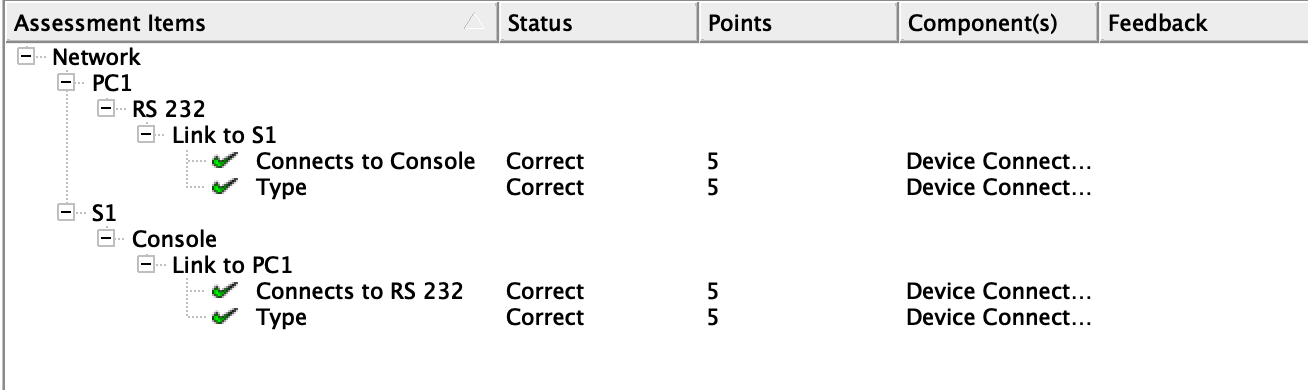 Assessment Items Status Points Component(s) Feedback
Network
PC1
RS 232
Link to S1
Connects to Console Correct 5 Device Connect...
Type Correct 5 Device Connect...
S1
Console
Link to PC1
Connects to RS 232 Correct 5 Device Connect...
Type Correct 5 Device Connect...